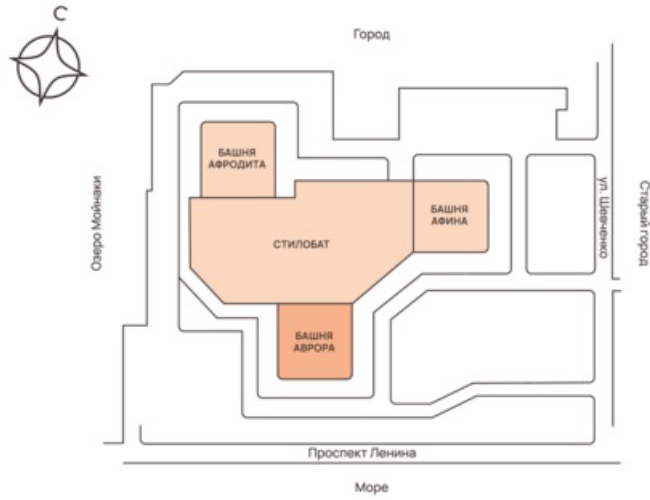 С
Город
БАШНЯ
АФРОДИТА
Озеро Мойнаки
СТИЛОБАТ
БАШНЯ
АФИНА
ул. Шевченко
Старый город
БАШНЯ
АВРОРА
Проспект Ленина
Море